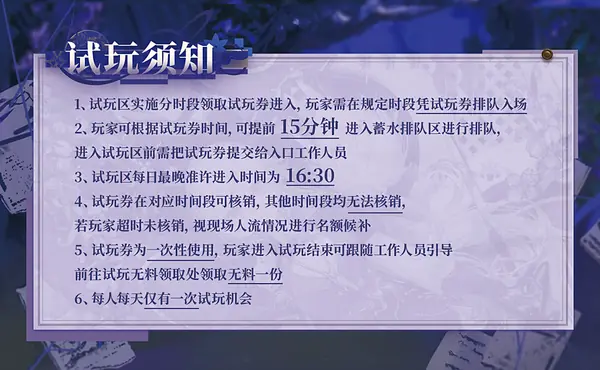 试玩须知
1、试玩区实施分时段领取试玩券进入, 玩家需在规定时段凭试玩券排队入场
2、玩家可根据试玩券时间, 可提前 15分钟 进入蓄水排队区进行排队,
进入试玩区前需把试玩券提交给入口工作人员
3、试玩区每日最晚准许进入时间为 16:30
4、试玩券在对应时间段可核销, 其他时间段均无法核销,
若玩家超时未核销, 视现场人流情况进行名额候补
5、试玩券为一次性使用, 玩家进入试玩结束可跟随工作人员引导
前往试玩无料领取处领取无料一份
6、每人每天仅有一次试玩机会